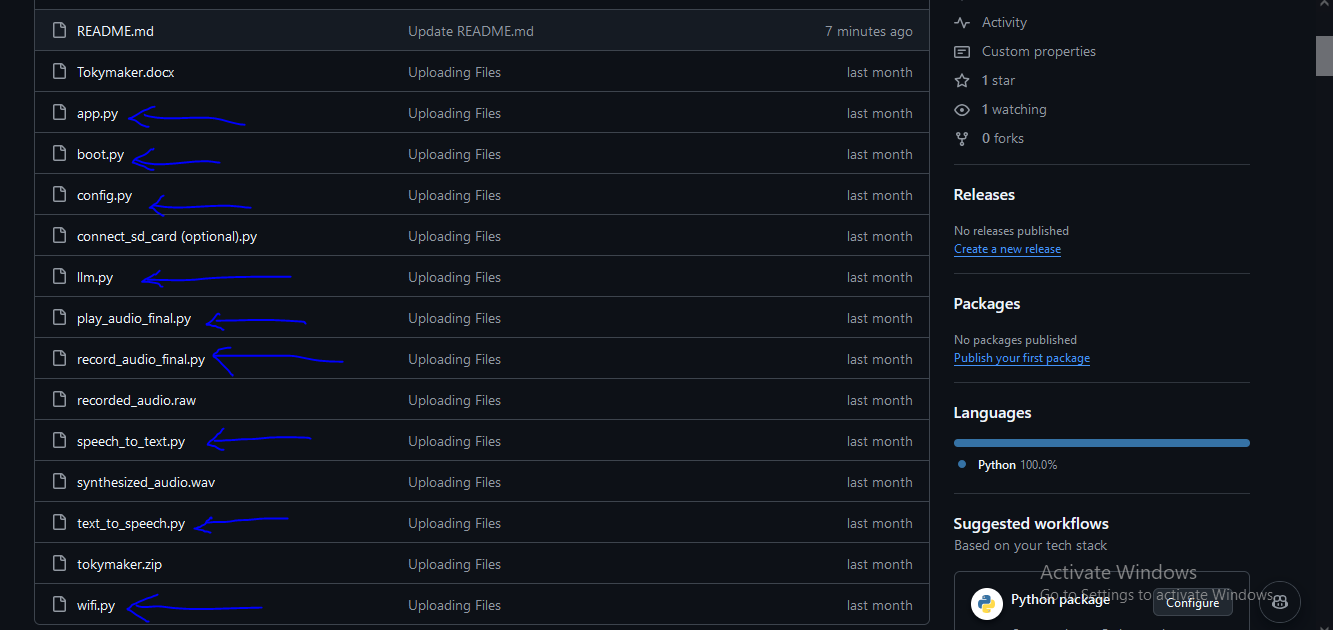 README.md Update README.md 7 minutes ago
Tokymaker.docx Uploading Files last month
app.py Uploading Files last month
boot.py Uploading Files last month
config.py Uploading Files last month
connect_sd_card (optional).py Uploading Files last month
llm.py Uploading Files last month
play_audio_final.py Uploading Files last month
record_audio_final.py Uploading Files last month
recorded_audio.raw Uploading Files last month
speech_to_text.py Uploading Files last month
synthesized_audio.wav Uploading Files last month
text_to_speech.py Uploading Files last month
tokymaker.zip Uploading Files last month
wifi.py Uploading Files last month
Activity
Custom properties
1 star
1 watching
0 forks
Releases
No releases published
Create a new release
Packages
No packages published
Publish your first package
Languages
Python 100.0%
Suggested workflows
Based on your tech stack
Activate Windows
Go to Settings to activate Windows.
Python package
Configure